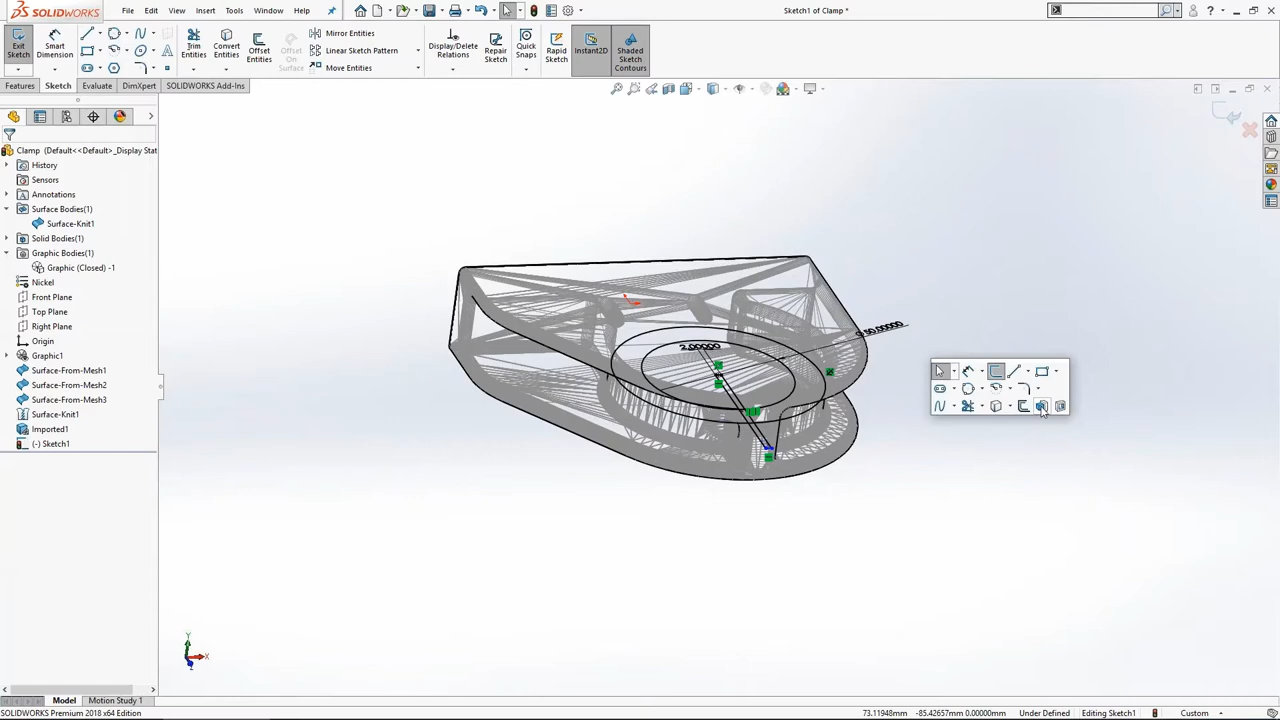 SOLIDWORKS
File
Edit
View
Insert
Tools
Window
Help
Sketch1 of Clamp *
Exit Sketch
Smart Dimension
Trim Entities
Convert Entities
Offset Entities
Offset On Surface
Mirror Entities
Linear Sketch Pattern
Move Entities
Display/Delete Relations
Repair Sketch
Quick Snaps
Rapid Sketch
Instant2D
Shaded Sketch Contours
Features
Sketch
Evaluate
DimXpert
SOLIDWORKS Add-Ins
Clamp (Default<<Default>_Display Stat
History
Sensors
Annotations
Surface Bodies(1)
Surface-Knit1
Solid Bodies(1)
Graphic Bodies(1)
Graphic (Closed) -1
Nickel
Front Plane
Top Plane
Right Plane
Origin
Graphic1
Surface-From-Mesh1
Surface-From-Mesh2
Surface-From-Mesh3
Surface-Knit1
Imported1
(-) Sketch1
2.00000
50.00000
Y
X
Z
Model
Motion Study 1
SOLIDWORKS Premium 2018 x64 Edition
73.11948mm
-85.42657mm
0.00000mm
Under Defined
Editing Sketch1
Custom